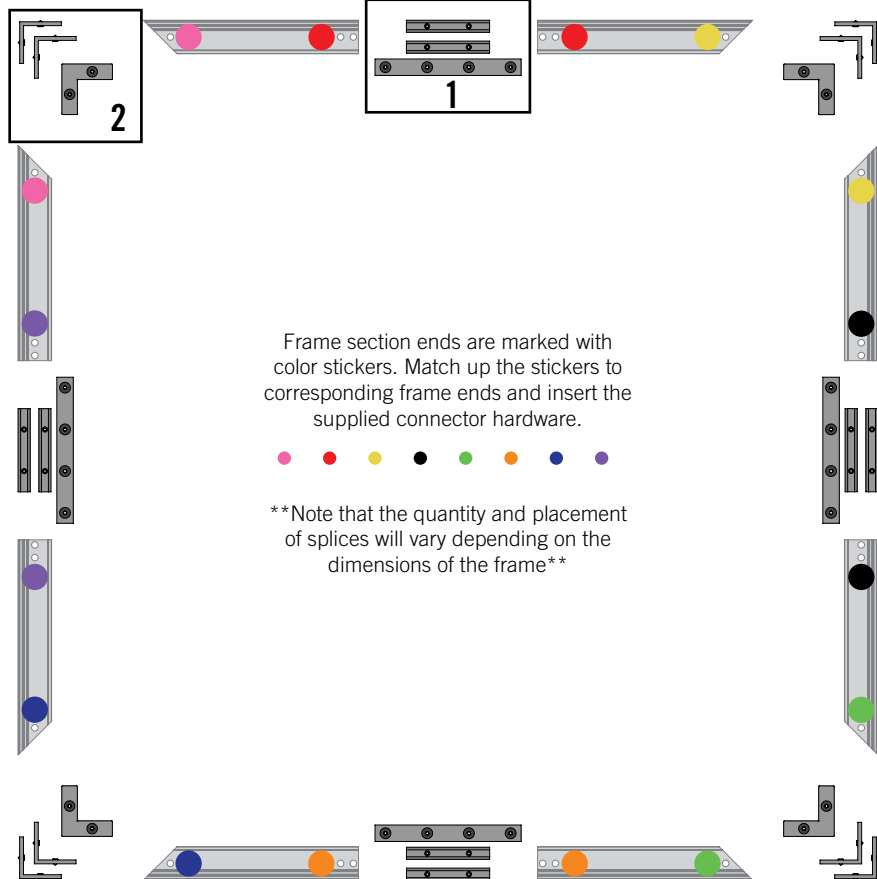 2
1
Frame section ends are marked with
color stickers. Match up the stickers to
corresponding frame ends and insert the
supplied connector hardware.
**Note that the quantity and placement
of splices will vary depending on the
dimensions of the frame**